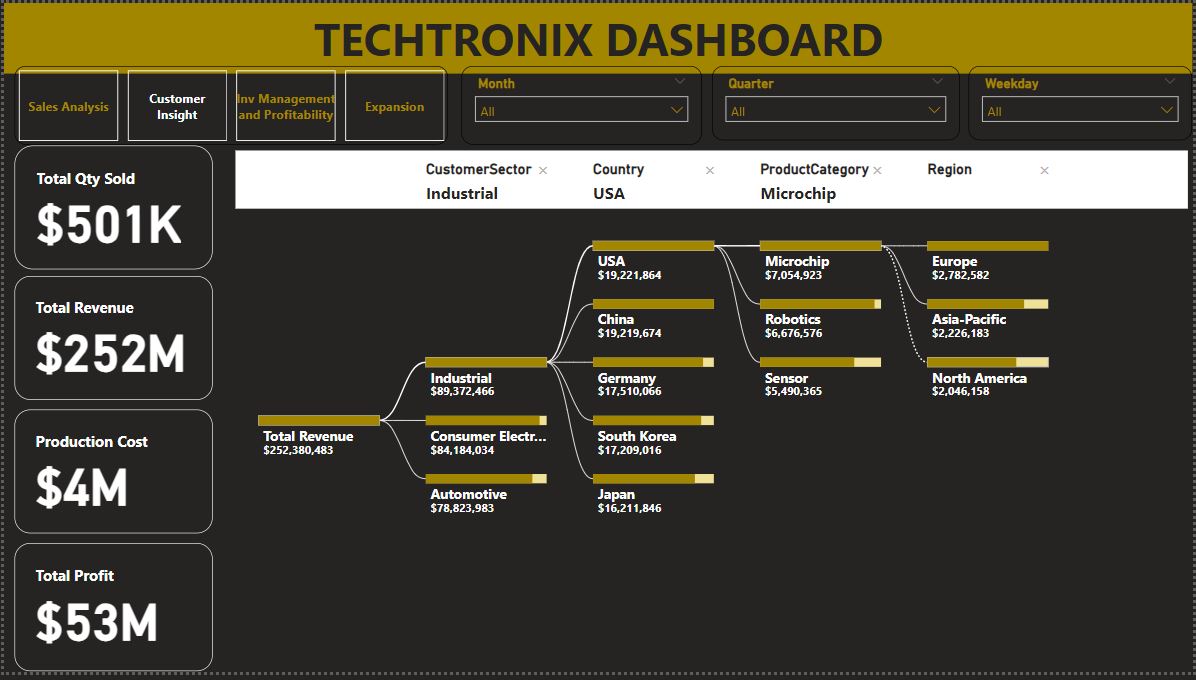 TECHTRONIX DASHBOARD
Sales Analysis
Customer
Insight
Inv Management
and Profitability
Expansion
Month
All
Quarter
All
Weekday
All
Total Qty Sold
$501K
Total Revenue
$252M
Production Cost
$4M
Total Profit
$53M
CustomerSector
Industrial
Country
USA
ProductCategory
Microchip
Region
Total Revenue
$252,380,483
Industrial
$89,372,466
Consumer Electr...
$84,184,034
Automotive
$78,823,983
USA
$19,221,864
China
$19,219,674
Germany
$17,510,066
South Korea
$17,209,016
Japan
$16,211,846
Microchip
$7,054,923
Robotics
$6,676,576
Sensor
$5,490,365
Europe
$2,782,582
Asia-Pacific
$2,226,183
North America
$2,046,158